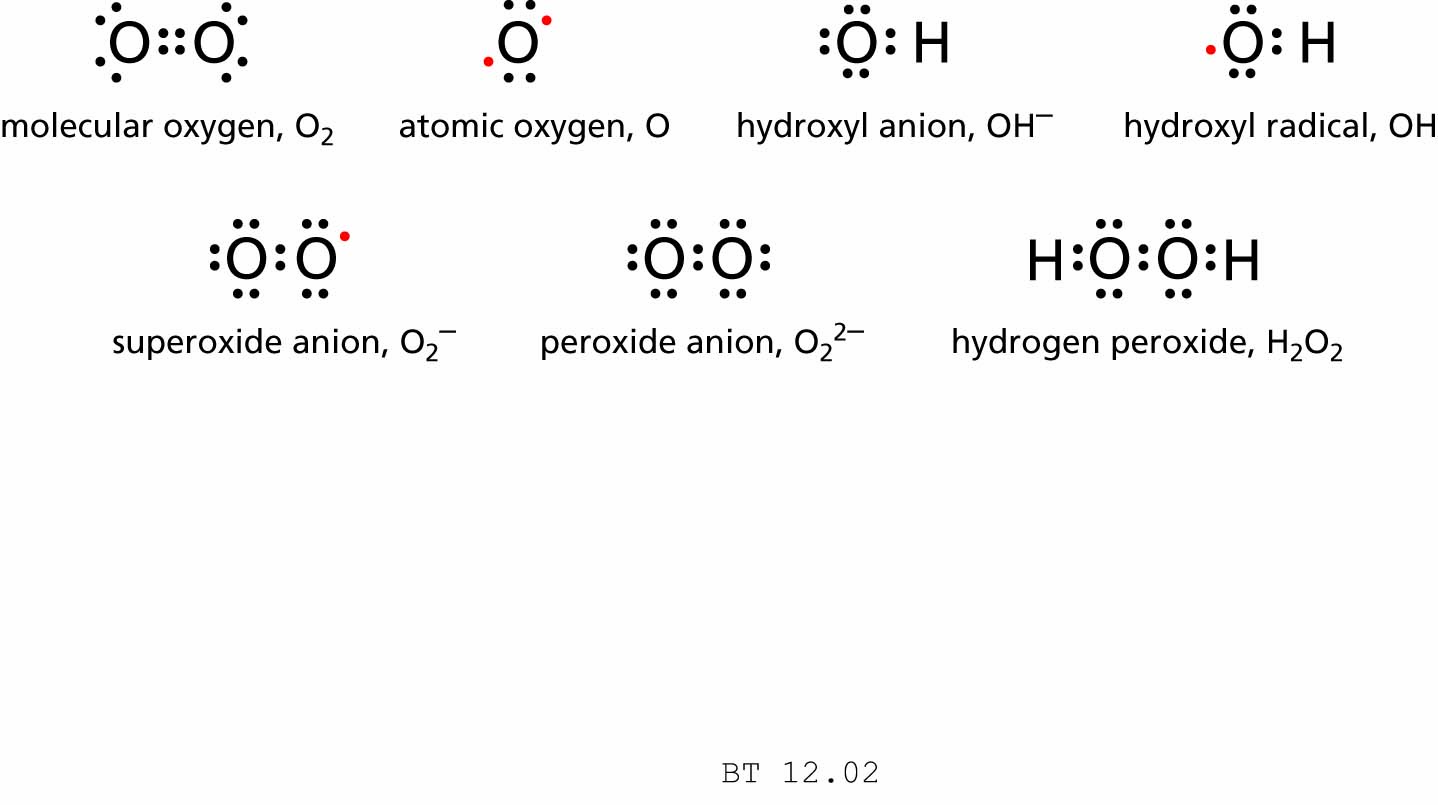 O::O O O: H O: H
molecular oxygen, O₂ atomic oxygen, O hydroxyl anion, OH⁻ hydroxyl radical, OH
:O:O :O:O: H:O:O:H
superoxide anion, O₂⁻ peroxide anion, O₂²⁻ hydrogen peroxide, H₂O₂
BT 12.02